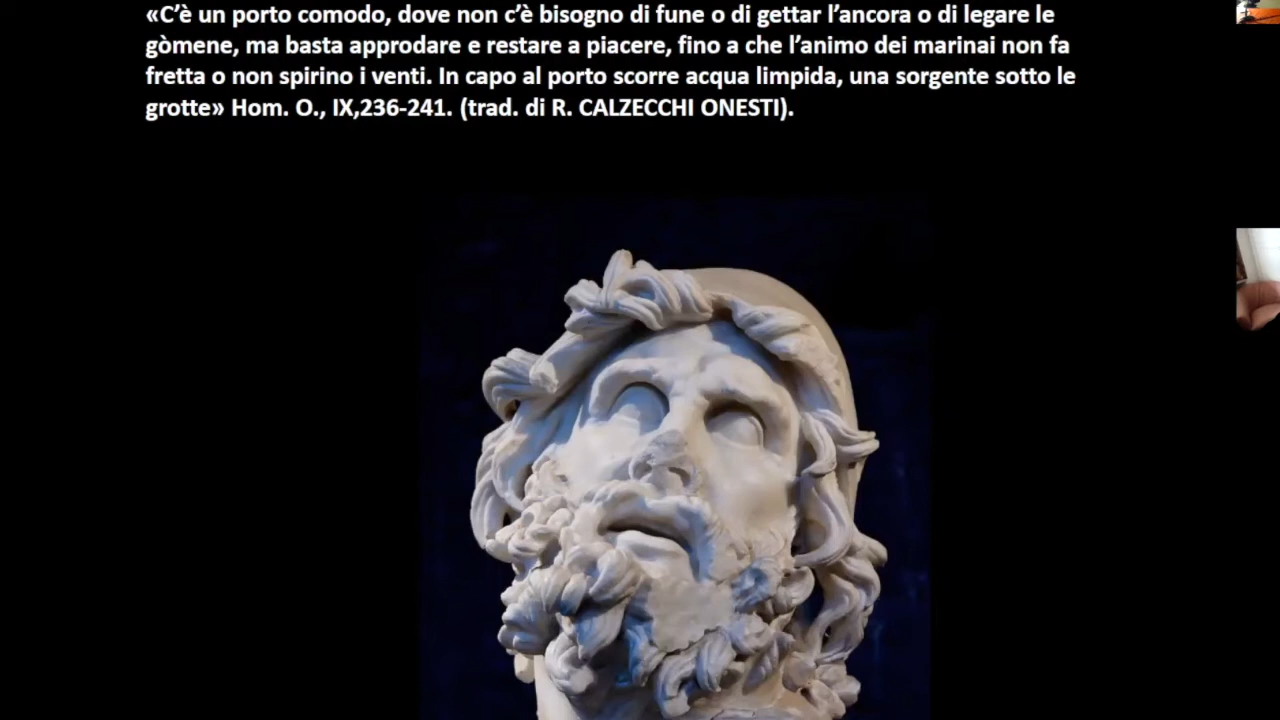 «C’è un porto comodo, dove non c’è bisogno di fune o di gettar l’ancora o di legare le
gòmene, ma basta approdare e restare a piacere, fino a che l’animo dei marinai non fa
fretta o non spirino i venti. In capo al porto scorre acqua limpida, una sorgente sotto le
grotte» Hom. O., IX,236-241. (trad. di R. CALZECCHI ONESTI).